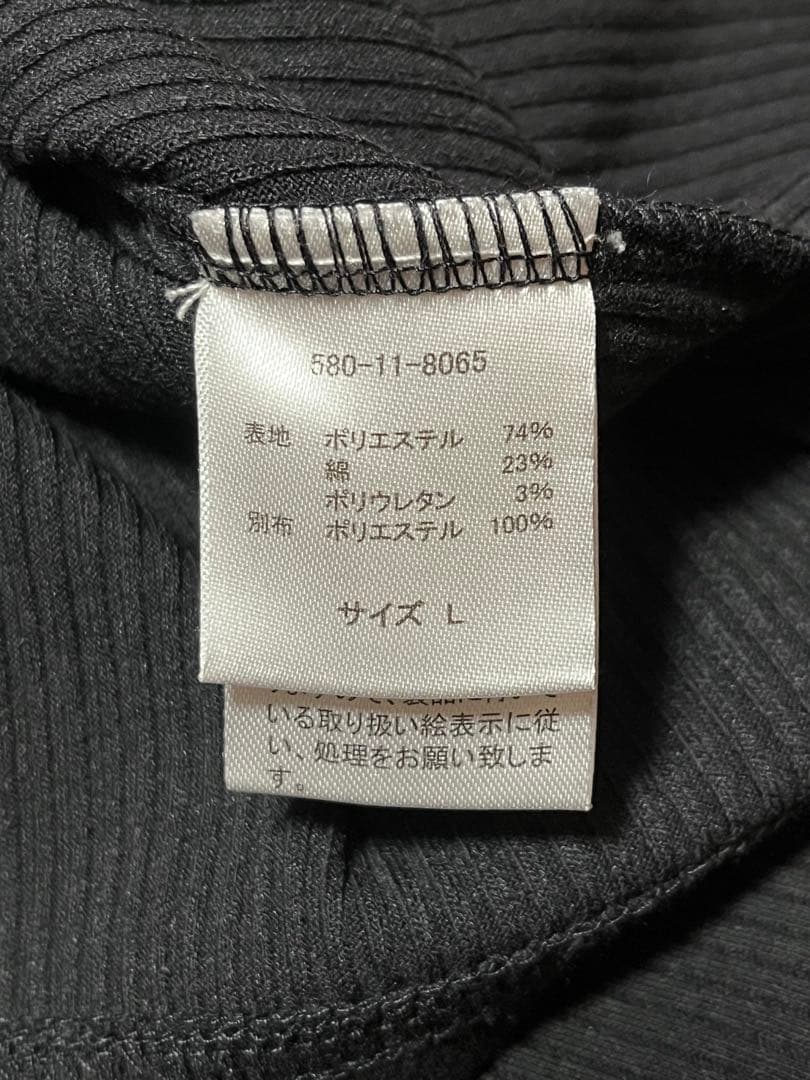 580-11-8065
表地 ポリエステル 74%
綿 23%
ポリウレタン 3%
別布 ポリエステル 100%
サイズ L
いる取り扱い絵表示に従
い、処理をお願い致しま
す。